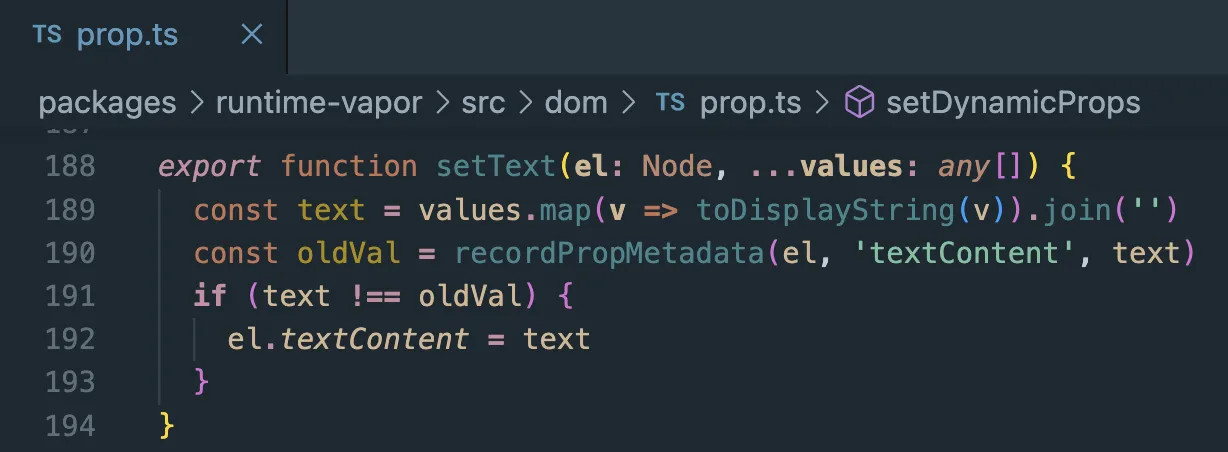 TS prop.ts ×
packages > runtime-vapor > src > dom > TS prop.ts > setDynamicProps
187
188 export function setText(el: Node, ...values: any[]) {
189 const text = values.map(v => toDisplayString(v)).join('')
190 const oldVal = recordPropMetadata(el, 'textContent', text)
191 if (text !== oldVal) {
192 el.textContent = text
193 }
194 }